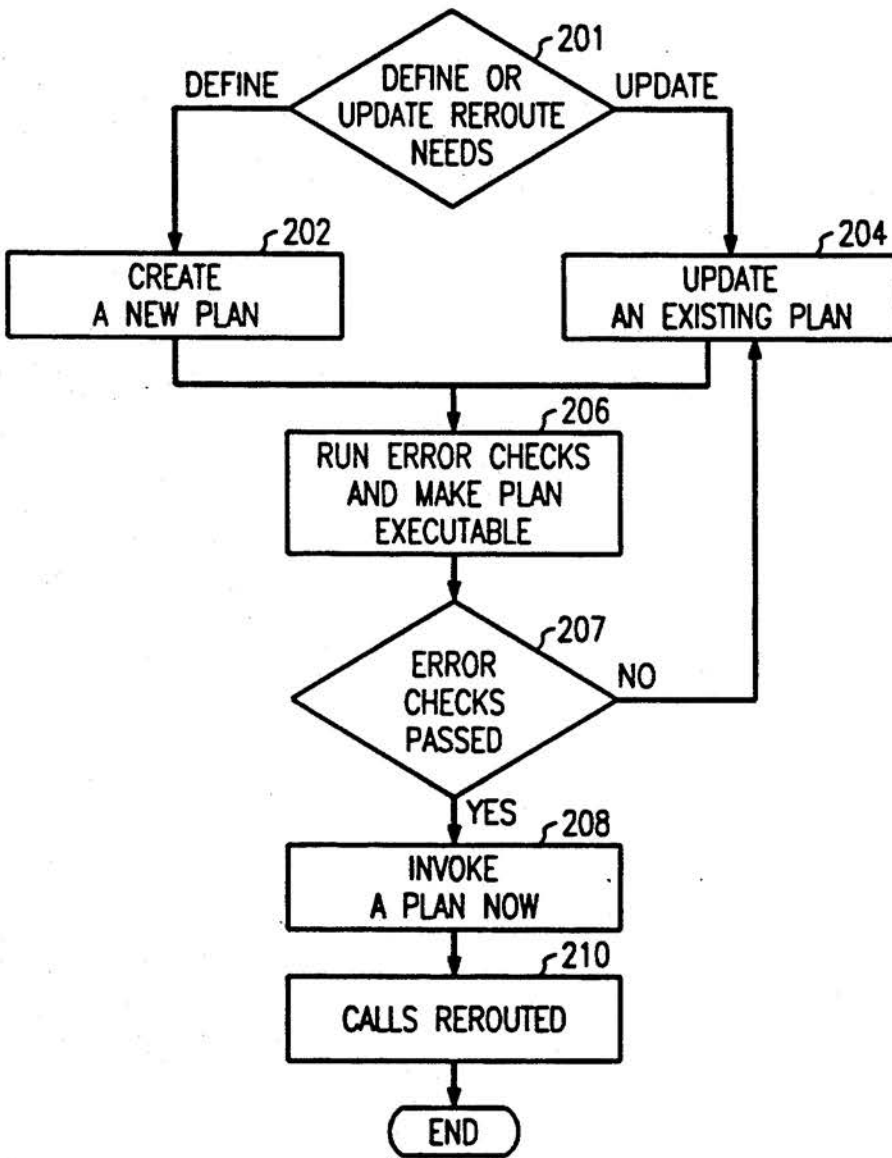 201
DEFINE
DEFINE OR
UPDATE REROUTE
NEEDS
UPDATE
202
CREATE
A NEW PLAN
204
UPDATE
AN EXISTING PLAN
206
RUN ERROR CHECKS
AND MAKE PLAN
EXECUTABLE
207
ERROR
CHECKS
PASSED
NO
YES
208
INVOKE
A PLAN NOW
210
CALLS REROUTED
END